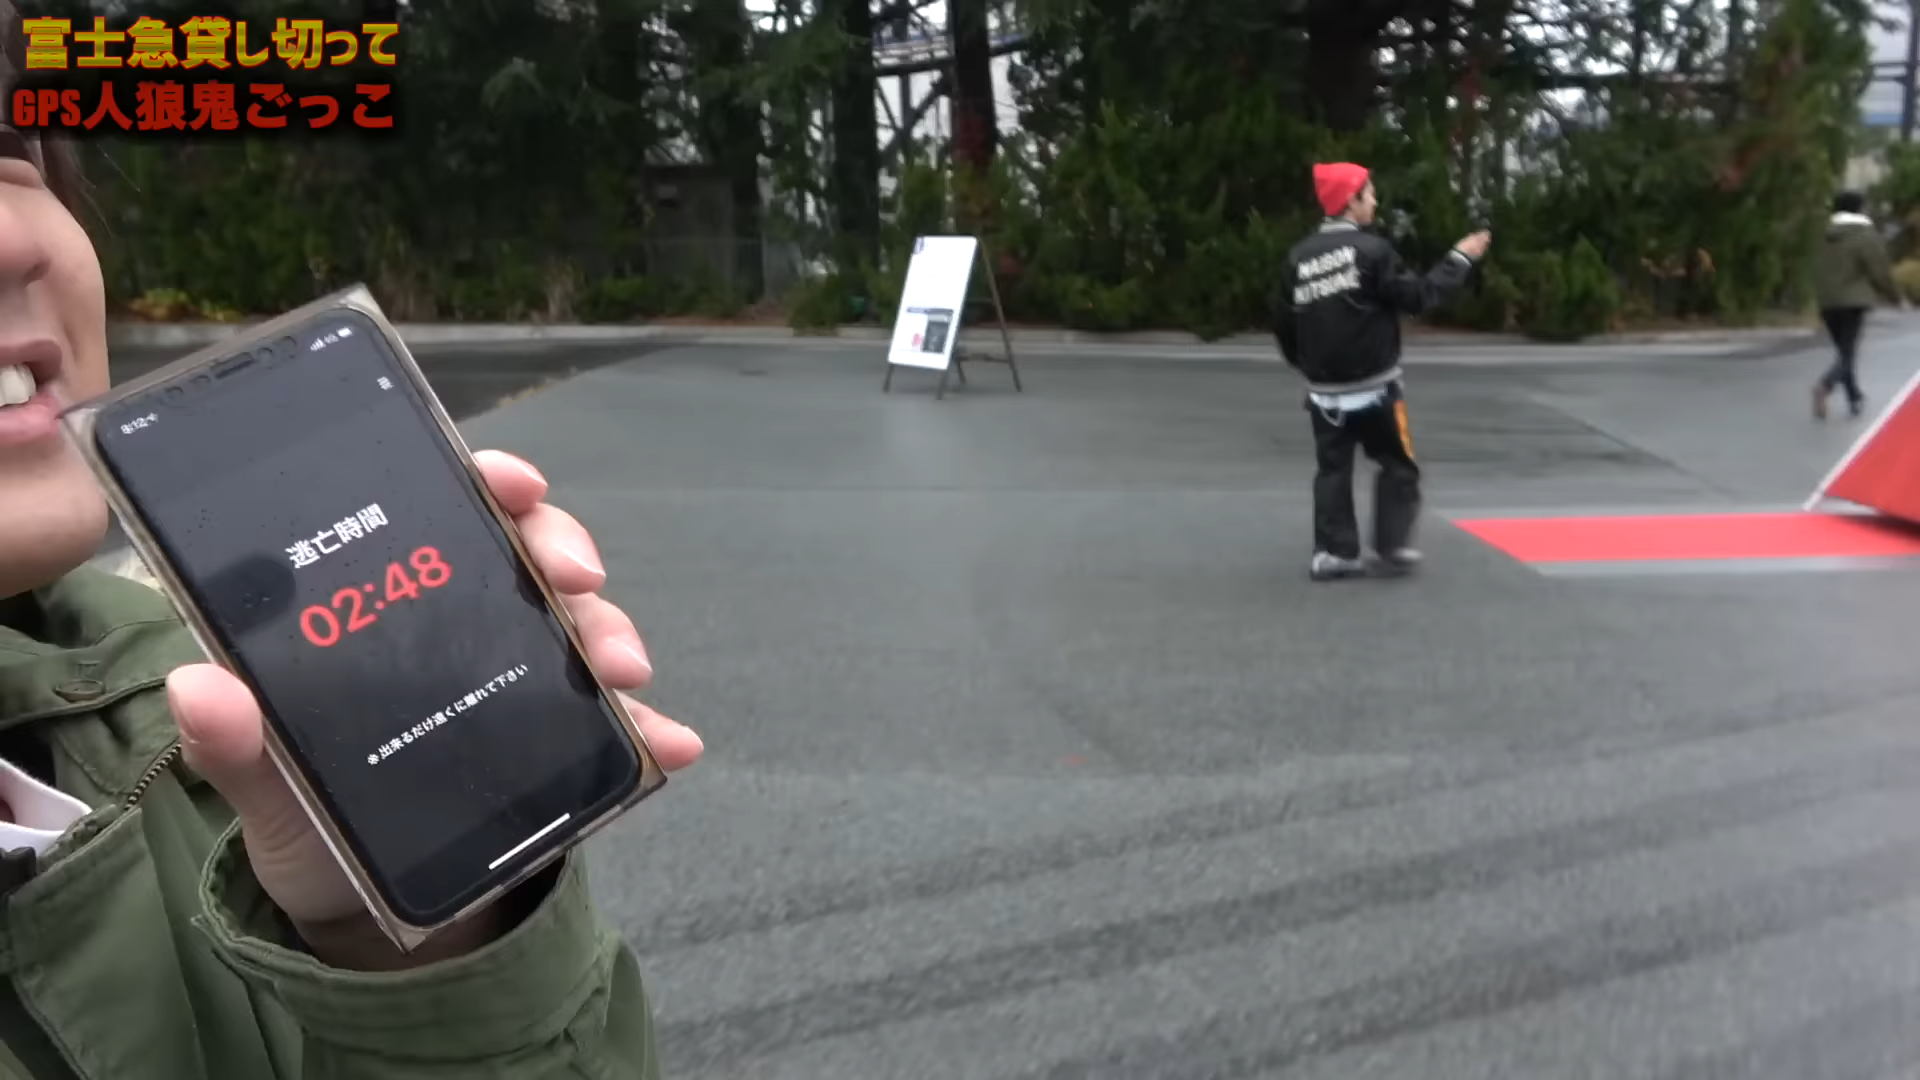 富士急貸し切って
GPS人狼鬼ごっこ
MAISON
KITSUNÉ
逃亡時間
02:48
※出来るだけ遠くに離れて下さい